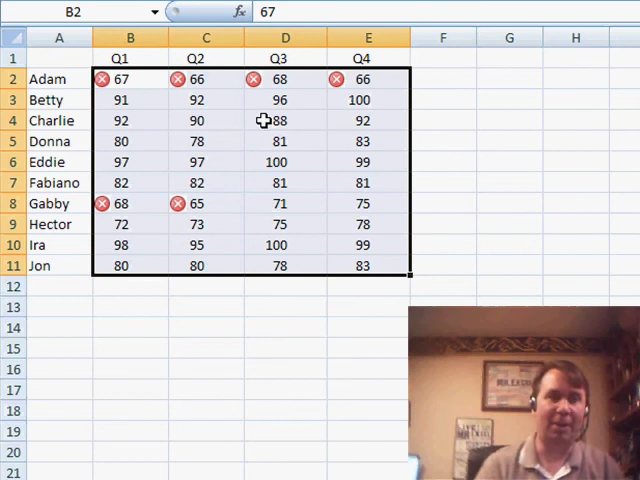 B2 fx 67
A B C D E F G H
1 Q1 Q2 Q3 Q4
2 Adam 67 66 68 66
3 Betty 91 92 96 100
4 Charlie 92 90 88 92
5 Donna 80 78 81 83
6 Eddie 97 97 100 99
7 Fabiano 82 82 81 81
8 Gabby 68 65 71 75
9 Hector 72 73 75 78
10 Ira 98 95 100 99
11 Jon 80 80 78 83
12
13
14
15
16
17
18
19
20
21
MR.EXCEL